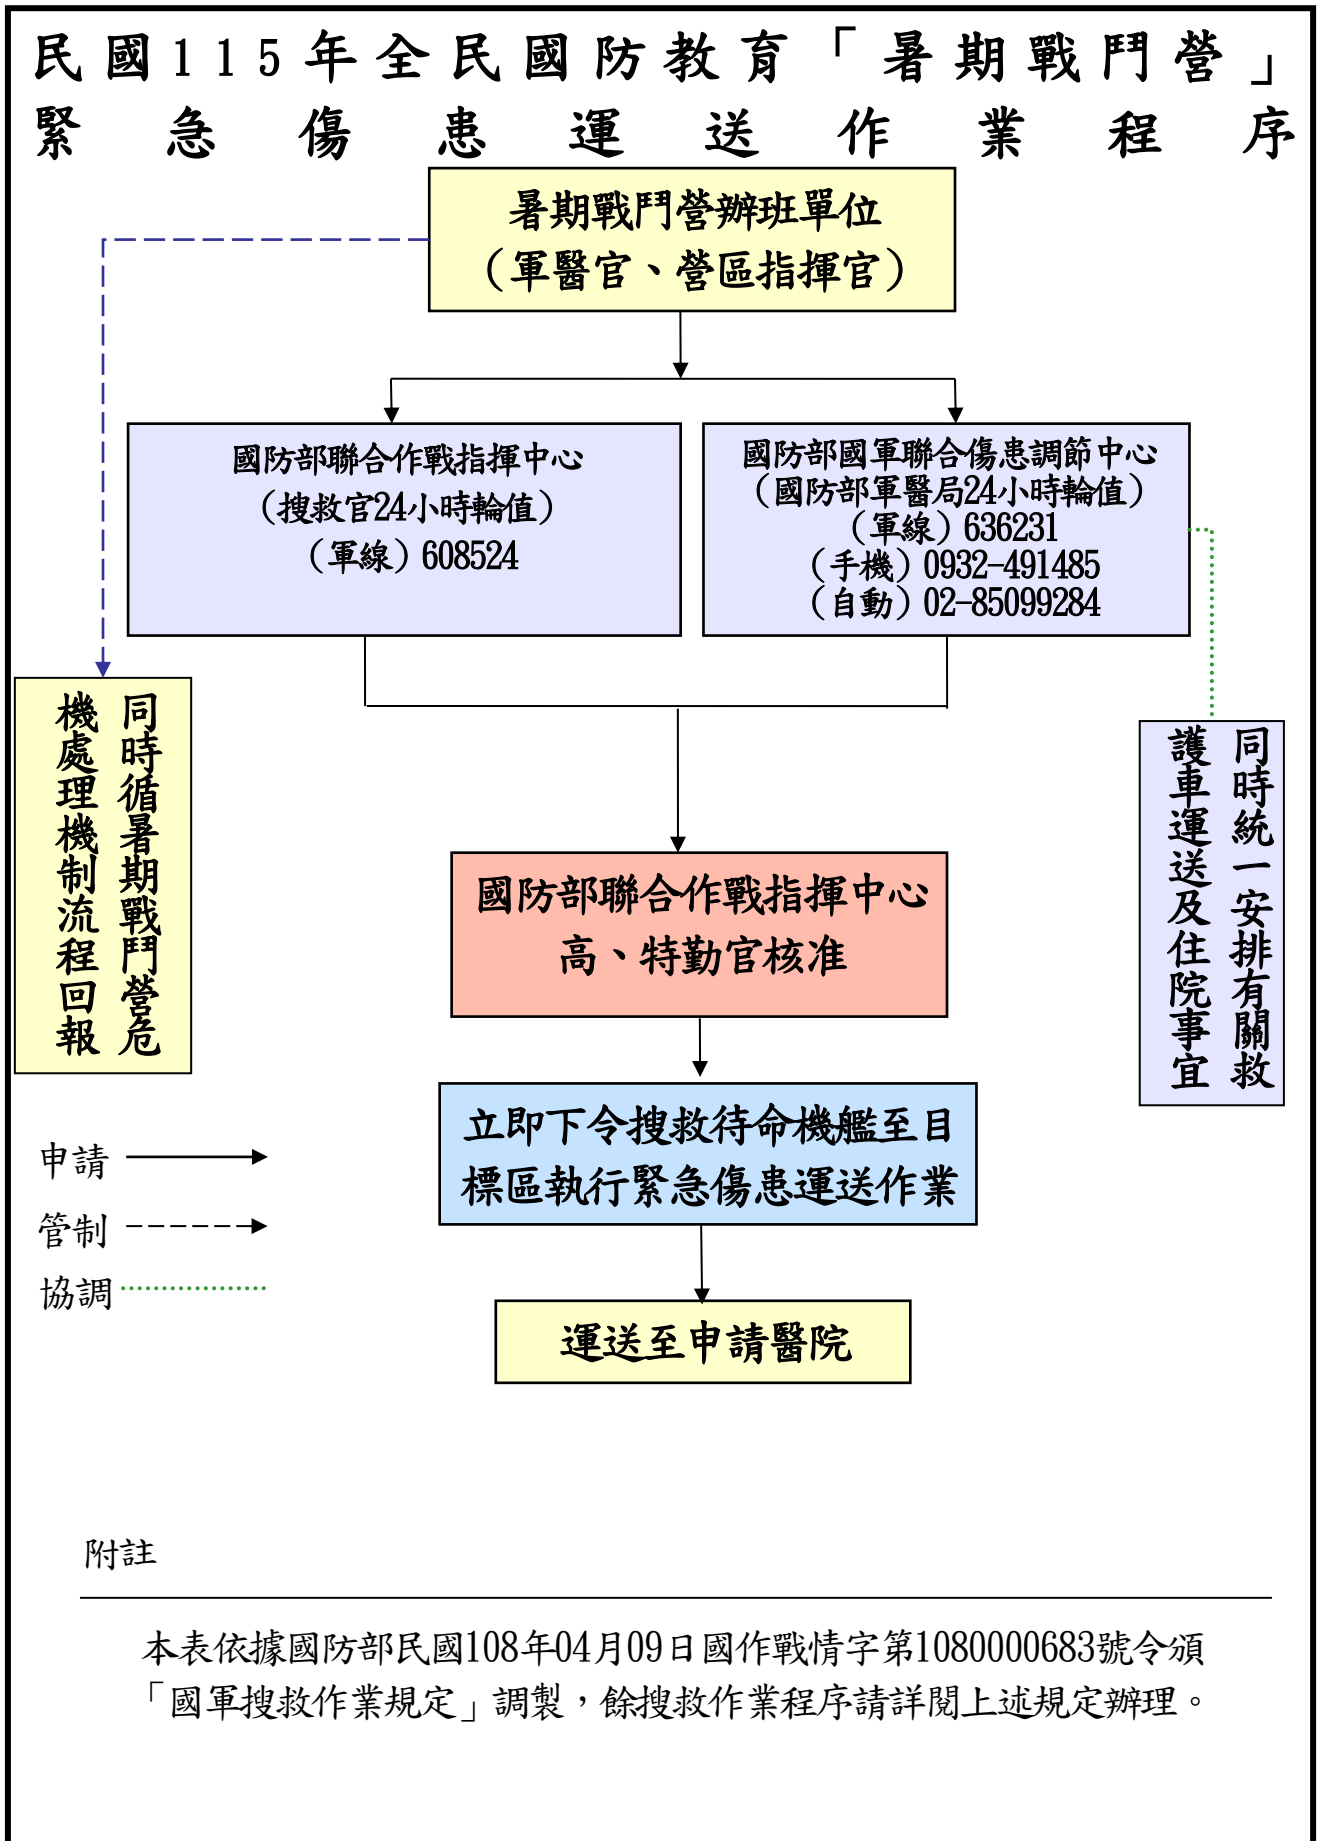 民國115年全民國防教育「暑期戰鬥營」
緊急傷患運送作業程序
暑期戰鬥營辦班單位
（軍醫官、營區指揮官）
國防部聯合作戰指揮中心
（搜救官24小時輪值）
（軍線）608524
國防部國軍聯合傷患調節中心
（國防部軍醫局24小時輪值）
（軍線）636231
（手機）0932-491485
（自動）02-85099284
同時循暑期戰鬥營危
機處理機制流程回報
同時統一安排有關救
護車運送及住院事宜
國防部聯合作戰指揮中心
高、特勤官核准
立即下令搜救待命機艦至目
標區執行緊急傷患運送作業
申請
管制
協調
運送至申請醫院
附註
本表依據國防部民國108年04月09日國作戰情字第1080000683號令頒
「國軍搜救作業規定」調製，餘搜救作業程序請詳閱上述規定辦理。